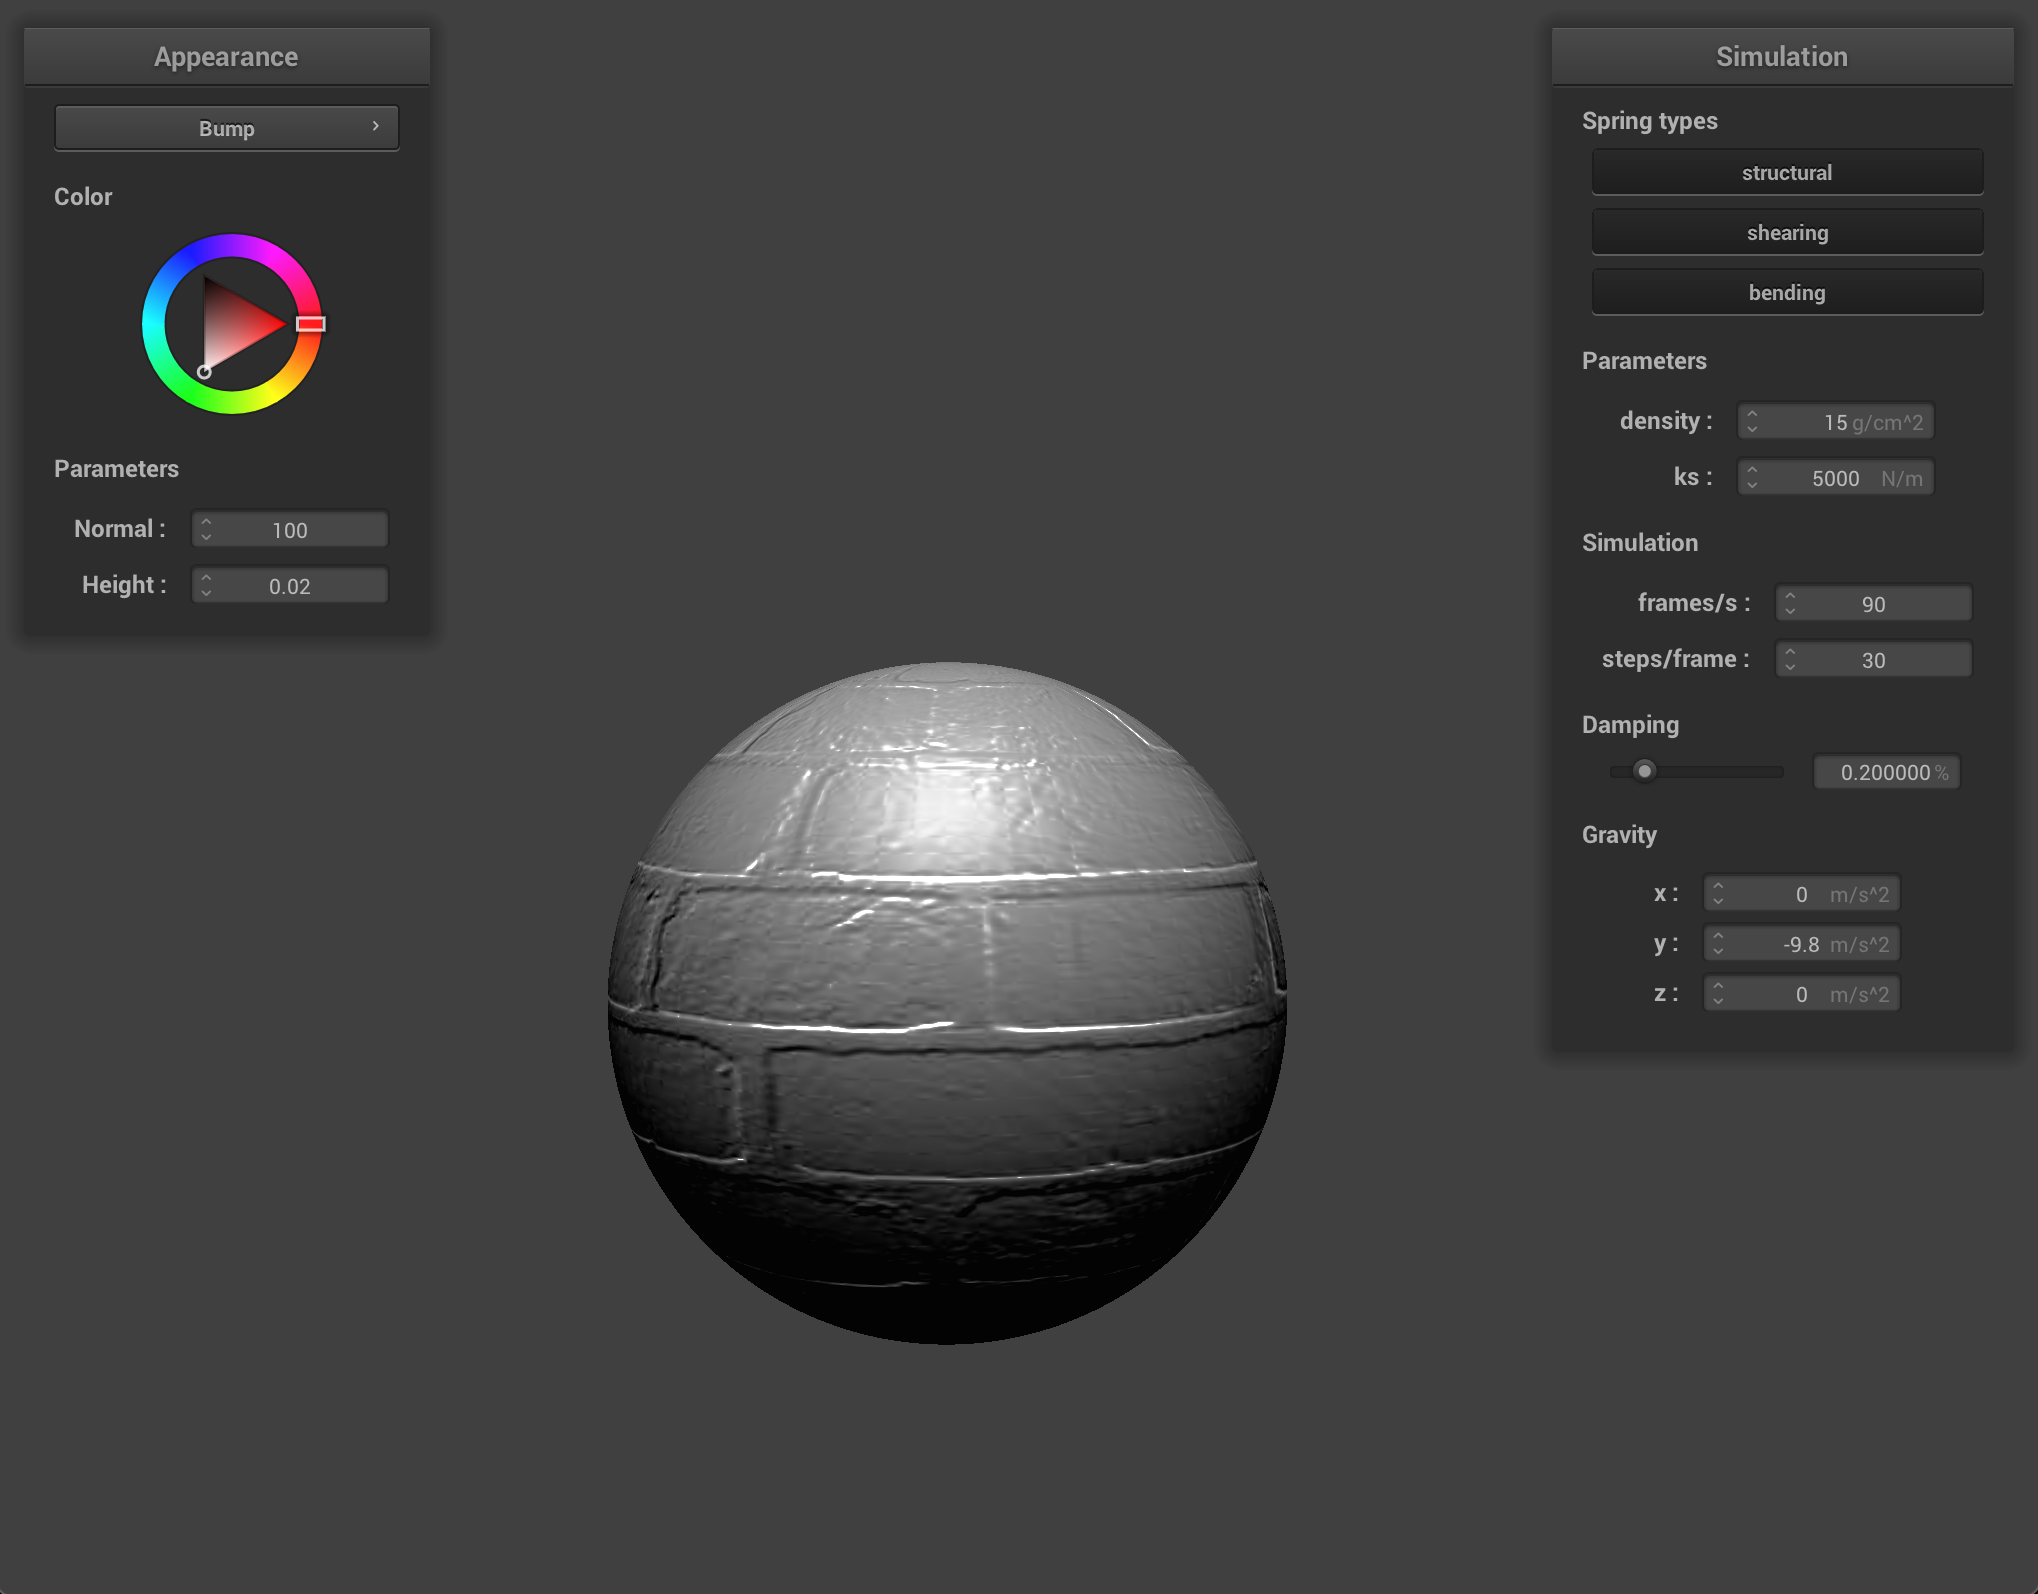 Appearance
Bump
Color
Parameters
Normal : 100
Height : 0.02
Simulation
Spring types
structural
shearing
bending
Parameters
density : 15 g/cm^2
ks : 5000 N/m
Simulation
frames/s : 90
steps/frame : 30
Damping
0.200000 %
Gravity
x : 0 m/s^2
y : -9.8 m/s^2
z : 0 m/s^2